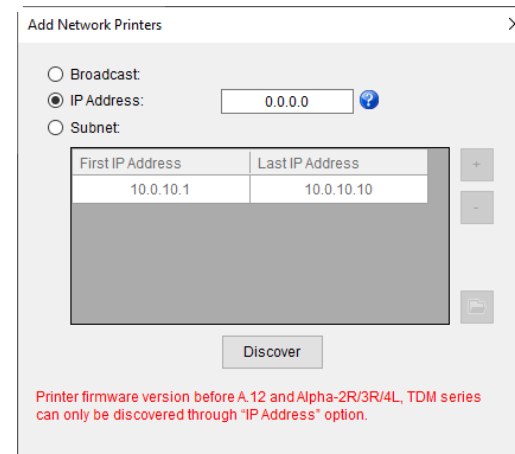 Add Network Printers
Broadcast:
IP Address: 0.0.0.0 ?
Subnet:
First IP Address Last IP Address +
10.0.10.1 10.0.10.10
-
Discover
Printer firmware version before A.12 and Alpha-2R/3R/4L, TDM series
can only be discovered through “IP Address” option.